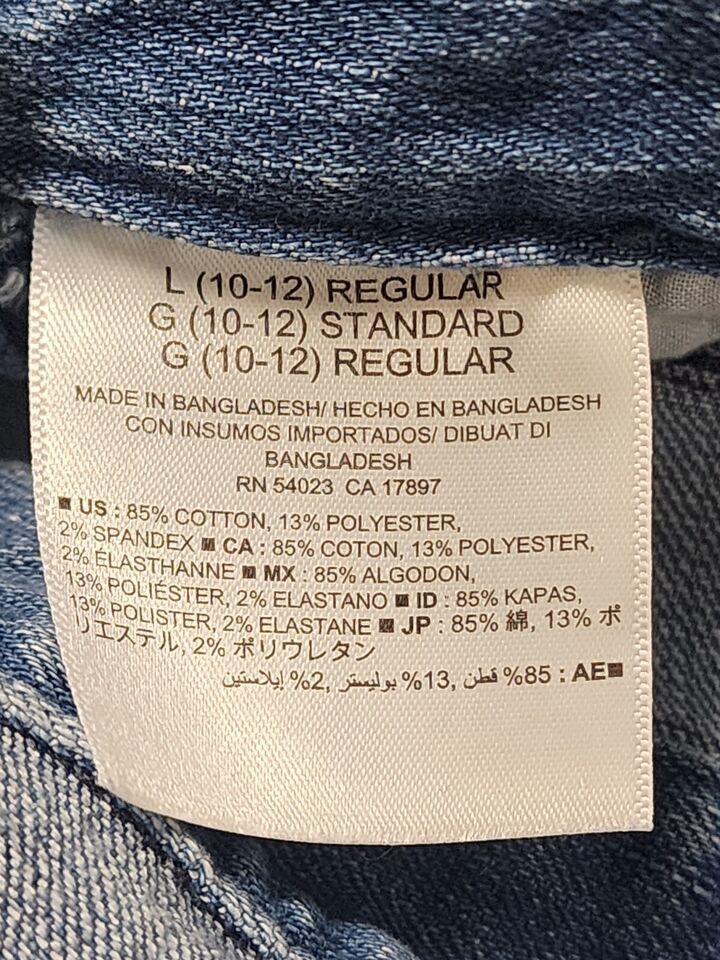 L (10-12) REGULAR
G (10-12) STANDARD
G (10-12) REGULAR
MADE IN BANGLADESH/ HECHO EN BANGLADESH
CON INSUMOS IMPORTADOS/ DIBUAT DI
BANGLADESH
RN 54023 CA 17897
■ US : 85% COTTON, 13% POLYESTER,
2% SPANDEX ■ CA : 85% COTON, 13% POLYESTER,
2% ÉLASTHANNE ■ MX : 85% ALGODON,
13% POLIÉSTER, 2% ELASTANO ■ ID : 85% KAPAS,
13% POLISTER, 2% ELASTANE ■ JP : 85% 綿, 13% ポ
リエステル, 2% ポリウレタン
■AE : 85% قطن, 13% بوليستر, 2% إيلاستين